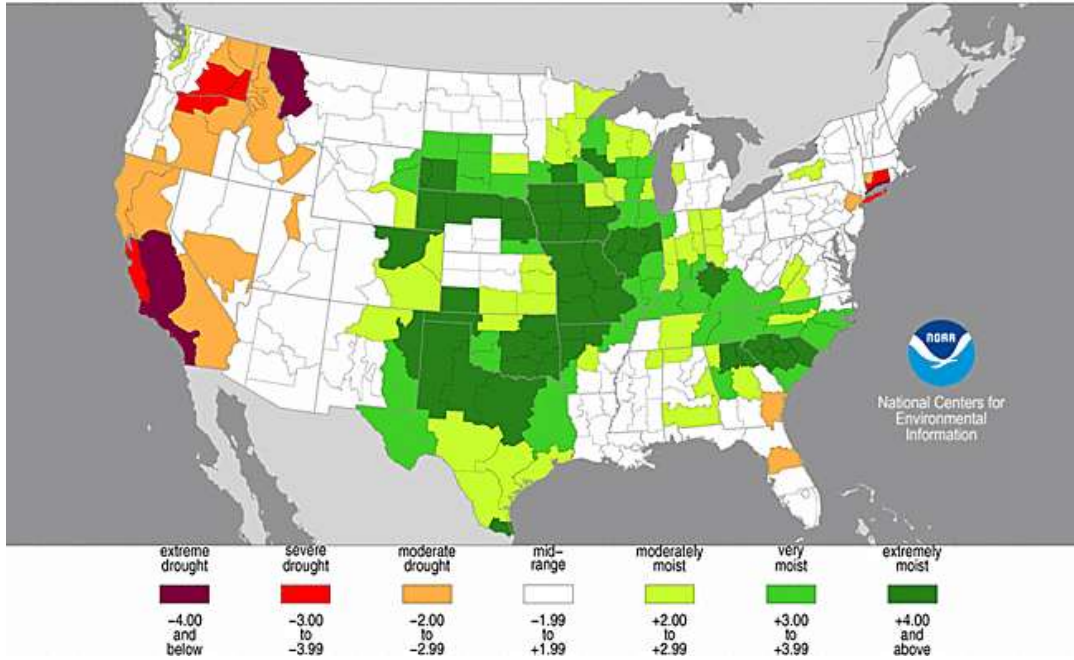 NOAA
National Centers for
Environmental
Information
extreme drought
severe drought
moderate drought
mid-range
moderately moist
very moist
extremely moist
−4.00 and below
−3.00 to −3.99
−2.00 to −2.99
−1.99 to +1.99
+2.00 to +2.99
+3.00 to +3.99
+4.00 and above